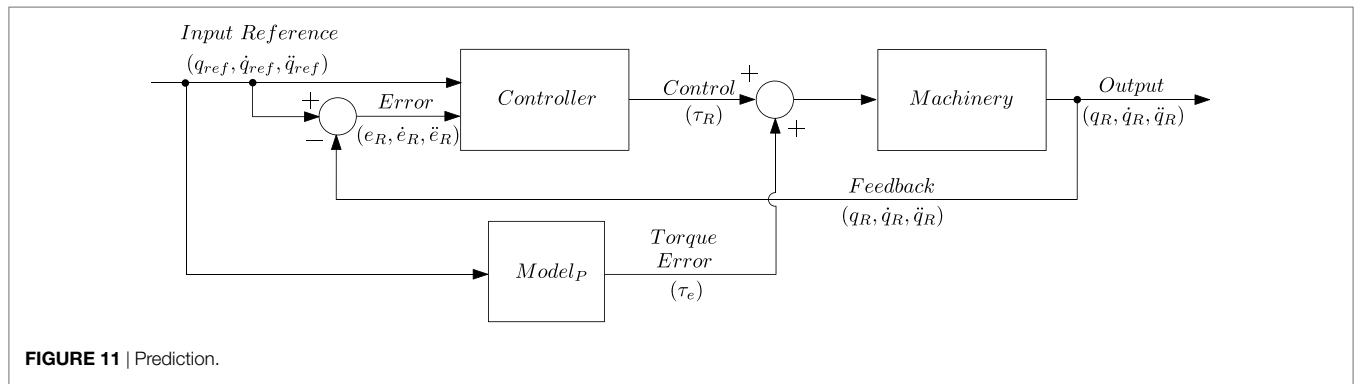 Input Reference
(q_ref, q̇_ref, q̈_ref)
+
−
Error
(e_R, ė_R, ë_R)
Controller
Control
(τ_R)
+
+
Machinery
Output
(q_R, q̇_R, q̈_R)
Feedback
(q_R, q̇_R, q̈_R)
Model_P
Torque
Error
(τ_e)
FIGURE 11 | Prediction.